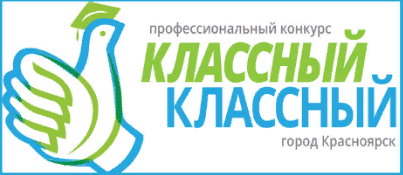 профессиональный конкурс
КЛАССНЫЙ
КЛАССНЫЙ
город Красноярск